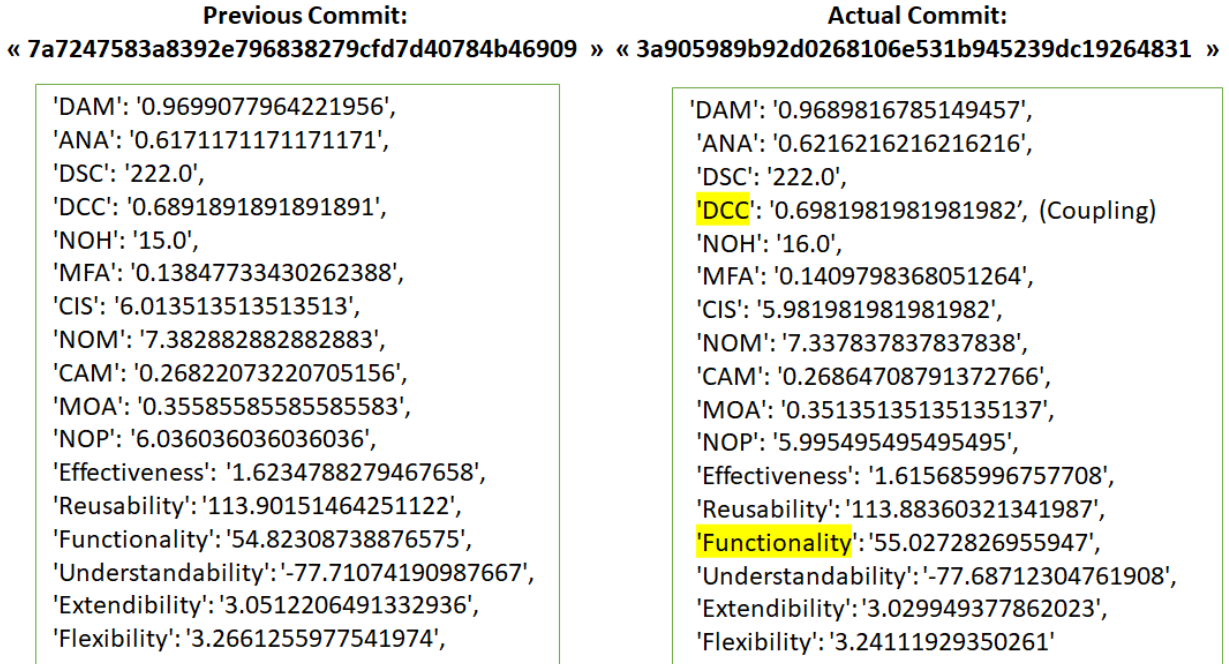 Previous Commit:
« 7a7247583a8392e796838279cfd7d40784b46909 »
'DAM': '0.9699077964221956',
'ANA': '0.6171171171171171',
'DSC': '222.0',
'DCC': '0.6891891891891891',
'NOH': '15.0',
'MFA': '0.13847733430262388',
'CIS': '6.013513513513513',
'NOM': '7.382882882882883',
'CAM': '0.26822073220705156',
'MOA': '0.35585585585585583',
'NOP': '6.036036036036036',
'Effectiveness': '1.6234788279467658',
'Reusability': '113.90151464251122',
'Functionality': '54.82308738876575',
'Understandability': '-77.71074190987667',
'Extendibility': '3.0512206491332936',
'Flexibility': '3.2661255977541974',
Actual Commit:
« 3a905989b92d0268106e531b945239dc19264831 »
'DAM': '0.9689816785149457',
'ANA': '0.6216216216216216',
'DSC': '222.0',
'DCC': '0.6981981981981982’, (Coupling)
'NOH': '16.0',
'MFA': '0.1409798368051264',
'CIS': '5.981981981981982',
'NOM': '7.337837837837838',
'CAM': '0.26864708791372766',
'MOA': '0.35135135135135137',
'NOP': '5.995495495495495',
'Effectiveness': '1.615685996757708',
'Reusability': '113.88360321341987',
'Functionality': '55.0272826955947',
'Understandability': '-77.68712304761908',
'Extendibility': '3.029949377862023',
'Flexibility': '3.24111929350261'